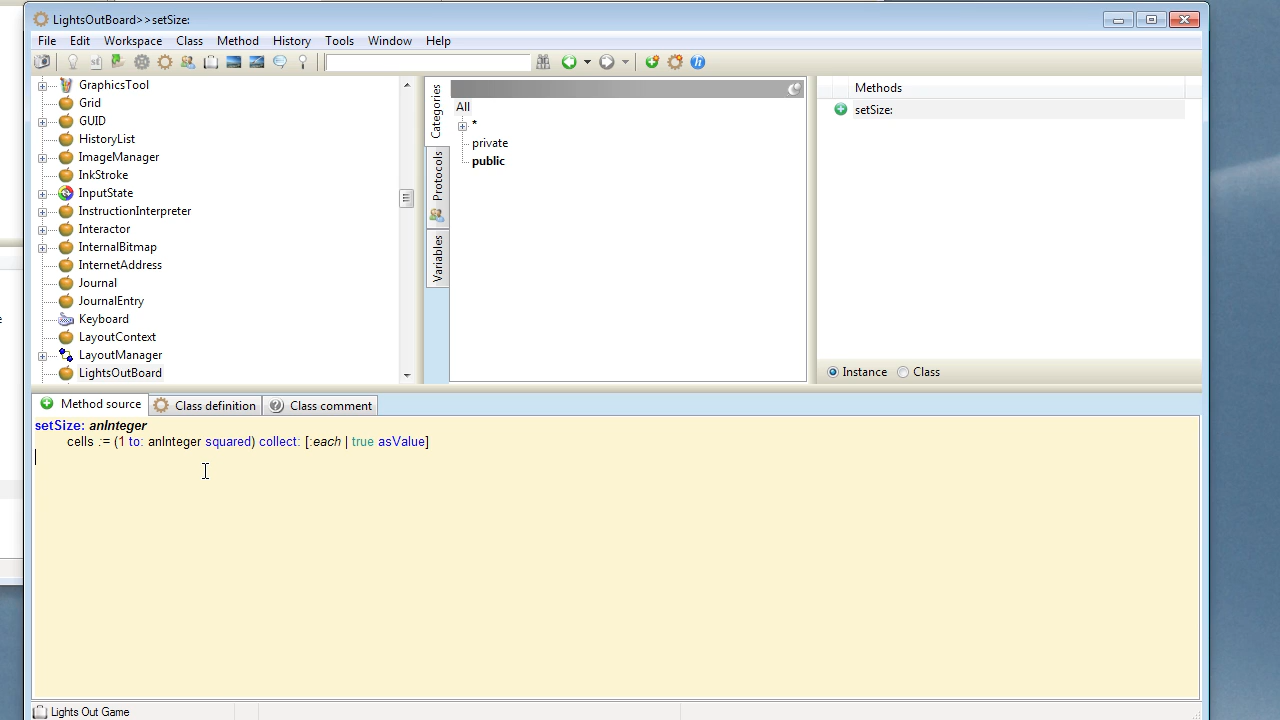 LightsOutBoard>>setSize:
File Edit Workspace Class Method History Tools Window Help
GraphicsTool
Grid
GUID
HistoryList
ImageManager
InkStroke
InputState
InstructionInterpreter
Interactor
InternalBitmap
InternetAddress
Journal
JournalEntry
Keyboard
LayoutContext
LayoutManager
LightsOutBoard
Categories
Protocols
Variables
All
*
private
public
Methods
setSize:
Instance Class
Method source Class definition Class comment
setSize: anInteger
cells := (1 to: anInteger squared) collect: [:each | true asValue]
Lights Out Game